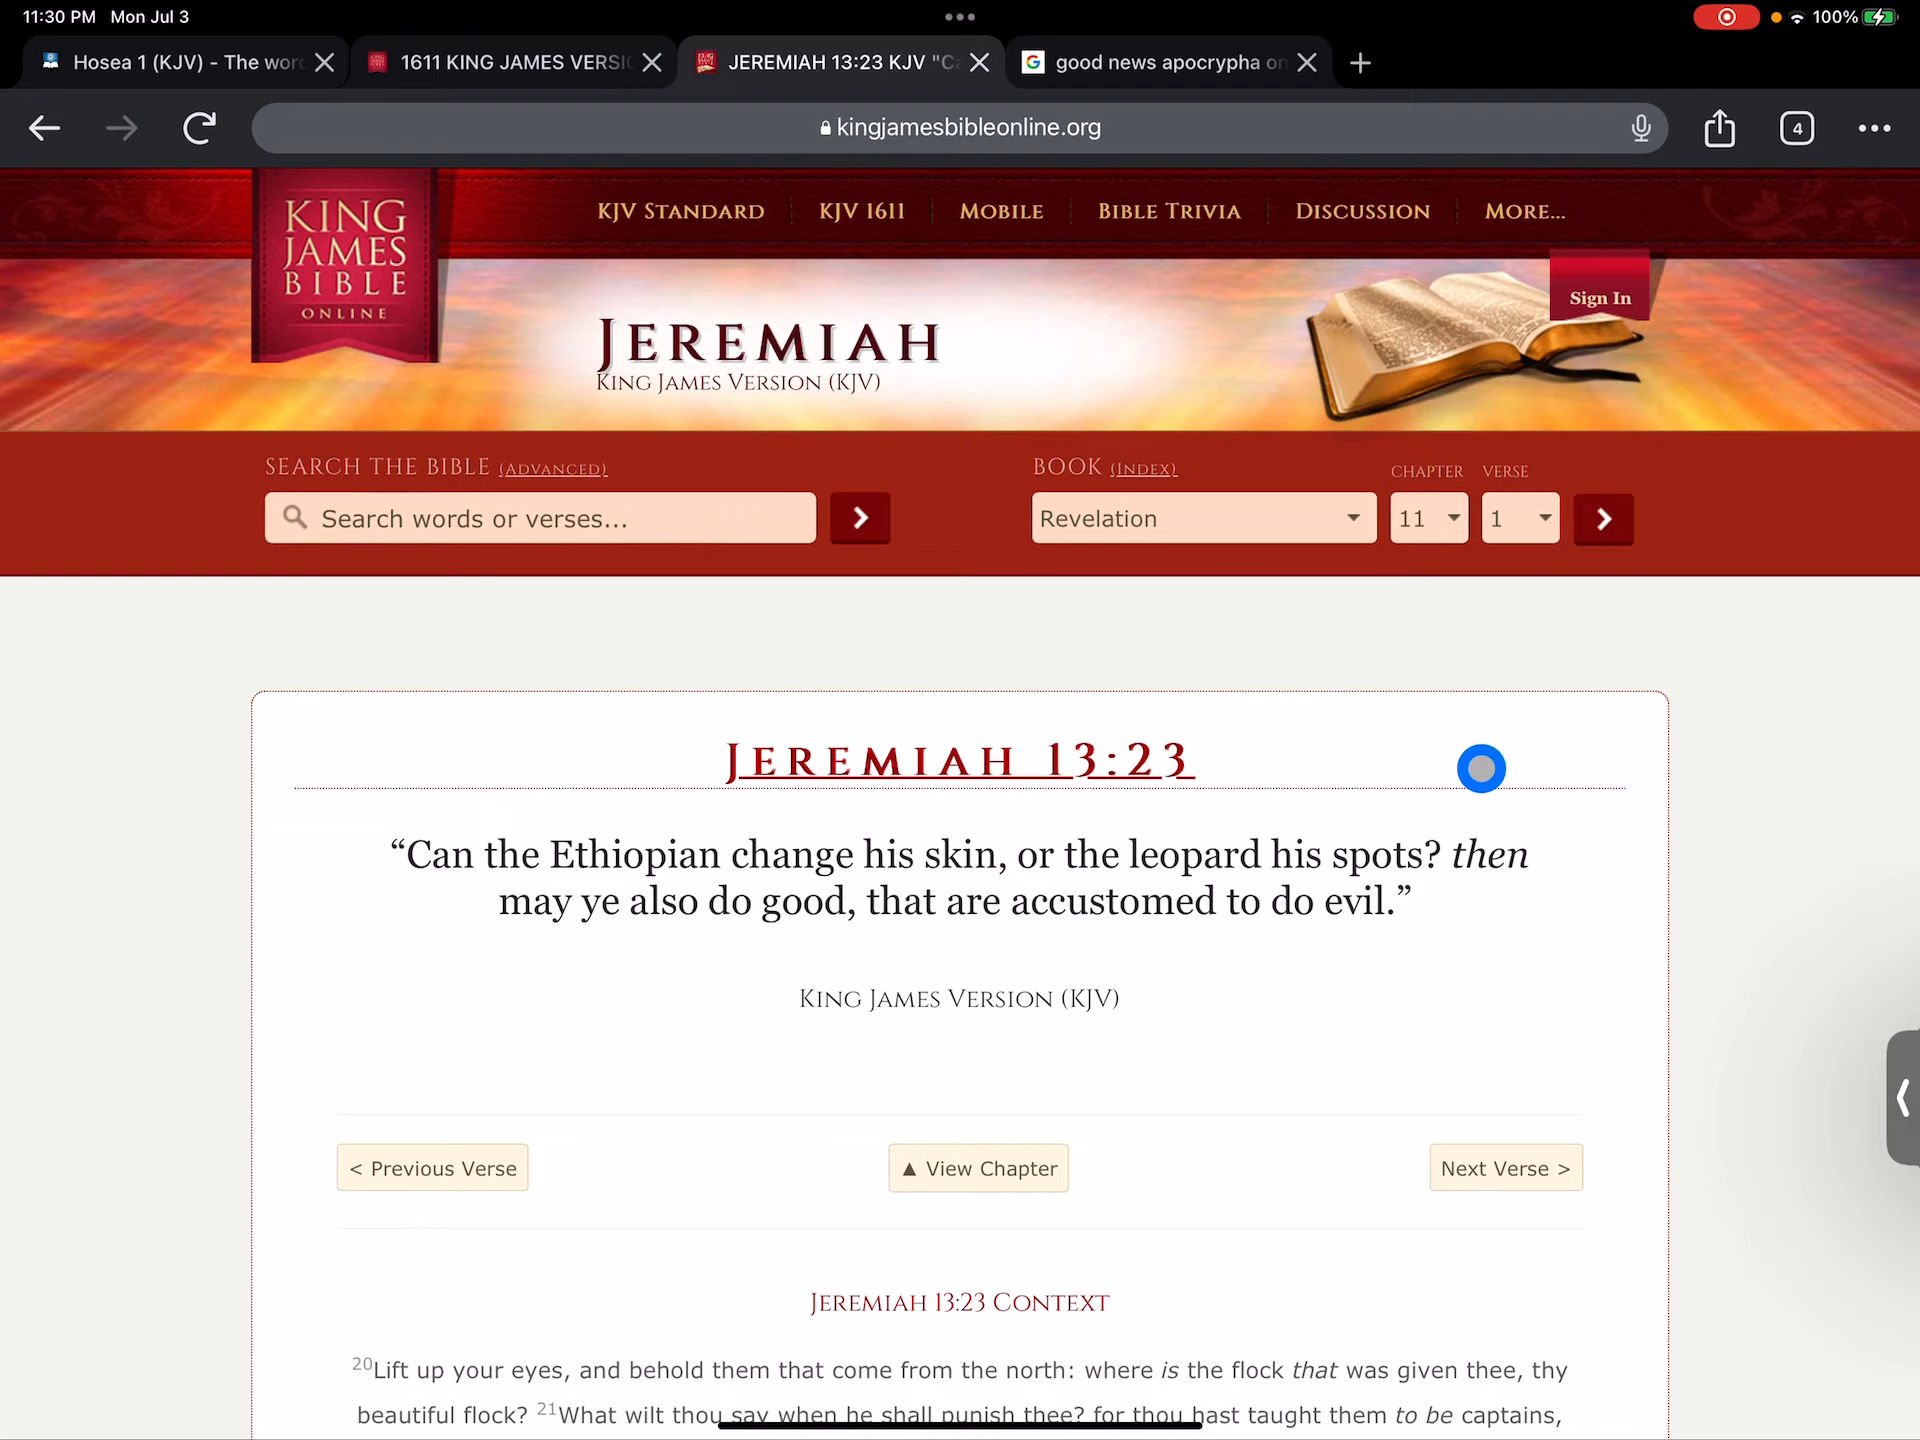 11:30 PM Mon Jul 3
100%
Hosea 1 (KJV) - The wor
1611 KING JAMES VERSI
JEREMIAH 13:23 KJV "C
good news apocrypha on
kingjamesbibleonline.org
4
KING
JAMES
BIBLE
ONLINE
KJV STANDARD
KJV 1611
MOBILE
BIBLE TRIVIA
DISCUSSION
MORE...
Sign In
JEREMIAH
KING JAMES VERSION (KJV)
SEARCH THE BIBLE (ADVANCED)
BOOK (INDEX)
CHAPTER
VERSE
Search words or verses...
Revelation
11
1
JEREMIAH 13:23
“Can the Ethiopian change his skin, or the leopard his spots? then
may ye also do good, that are accustomed to do evil.”
KING JAMES VERSION (KJV)
< Previous Verse
▲ View Chapter
Next Verse >
JEREMIAH 13:23 CONTEXT
20Lift up your eyes, and behold them that come from the north: where is the flock that was given thee, thy
beautiful flock? 21What wilt thou say when he shall punish thee? for thou hast taught them to be captains,